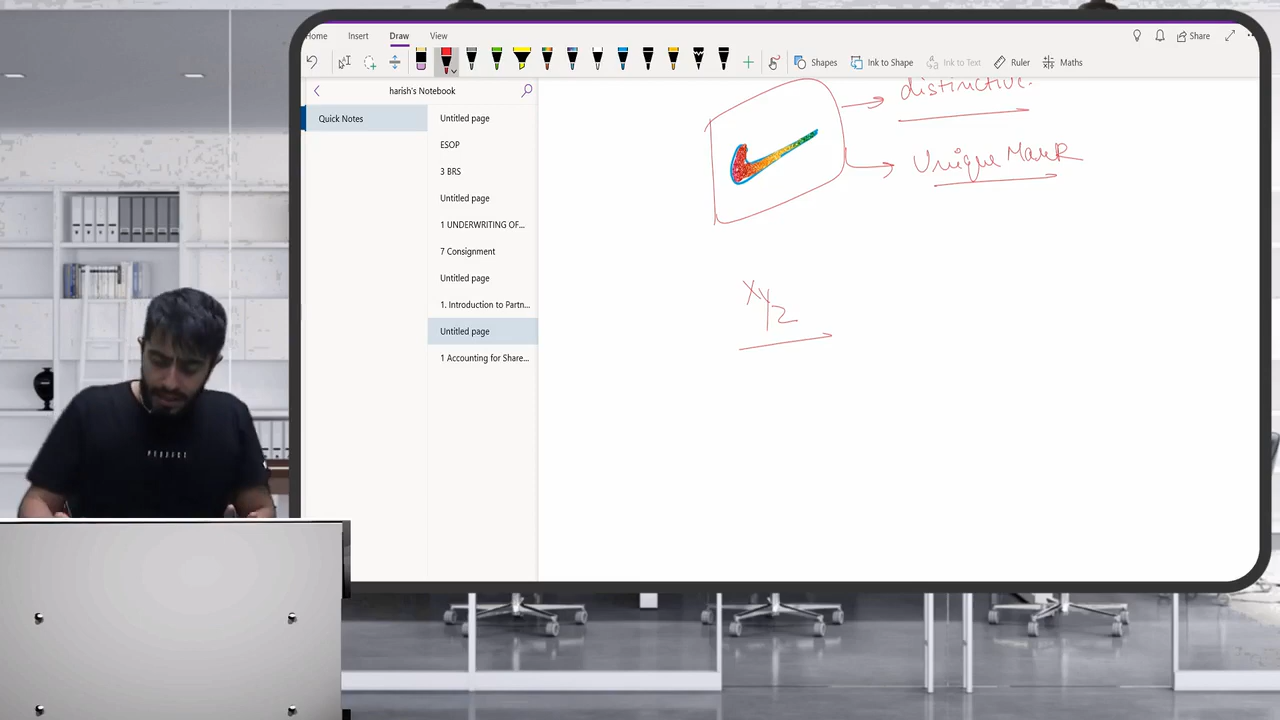 Home Insert Draw View
Share
Shapes Ink to Shape Ink to Text Ruler Maths
harish's Notebook
Quick Notes
Untitled page
ESOP
3 BRS
Untitled page
1 UNDERWRITING OF...
7 Consignment
Untitled page
1. Introduction to Partn...
Untitled page
1 Accounting for Share...
distinctive.
Unique Mark
XYZ
PROJECT